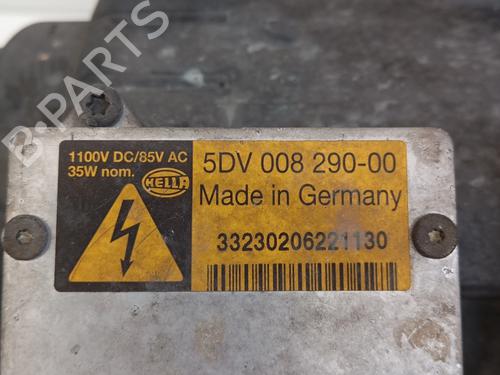 B-PARTS
1100V DC/85V AC
35W nom.
HELLA
5DV 008 290-00
Made in Germany
33230206221130